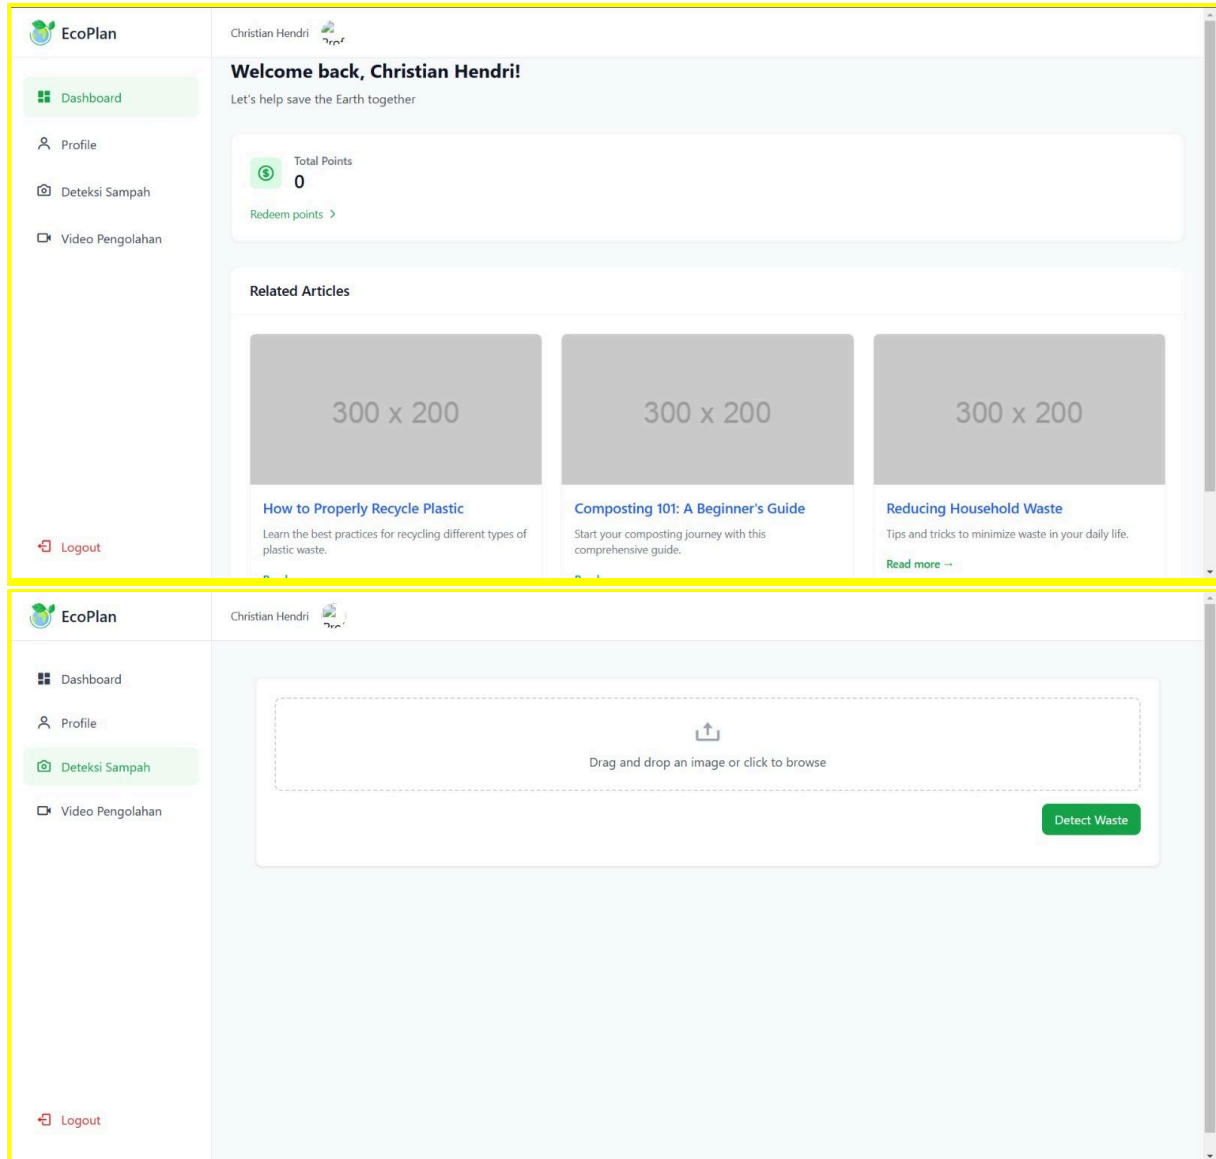 EcoPlan
Christian Hendri
Dashboard
Profile
Deteksi Sampah
Video Pengolahan
Logout
Welcome back, Christian Hendri!
Let's help save the Earth together
Total Points
0
Redeem points
Related Articles
300 x 200
300 x 200
300 x 200
How to Properly Recycle Plastic
Learn the best practices for recycling different types of
plastic waste.
Composting 101: A Beginner's Guide
Start your composting journey with this
comprehensive guide.
Reducing Household Waste
Tips and tricks to minimize waste in your daily life.
Read more →
EcoPlan
Christian Hendri
Dashboard
Profile
Deteksi Sampah
Video Pengolahan
Logout
Drag and drop an image or click to browse
Detect Waste